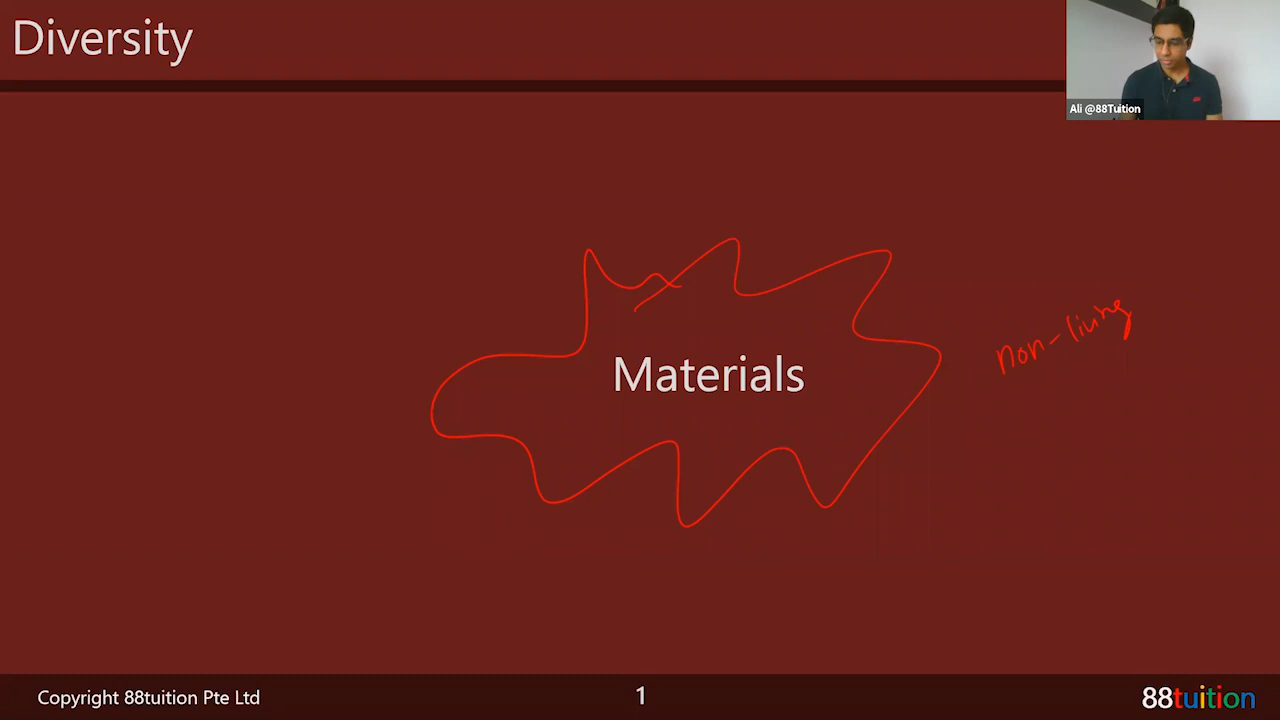 Diversity
Ali @88Tuition
non-living
Materials
Copyright 88tuition Pte Ltd
1
88tuition